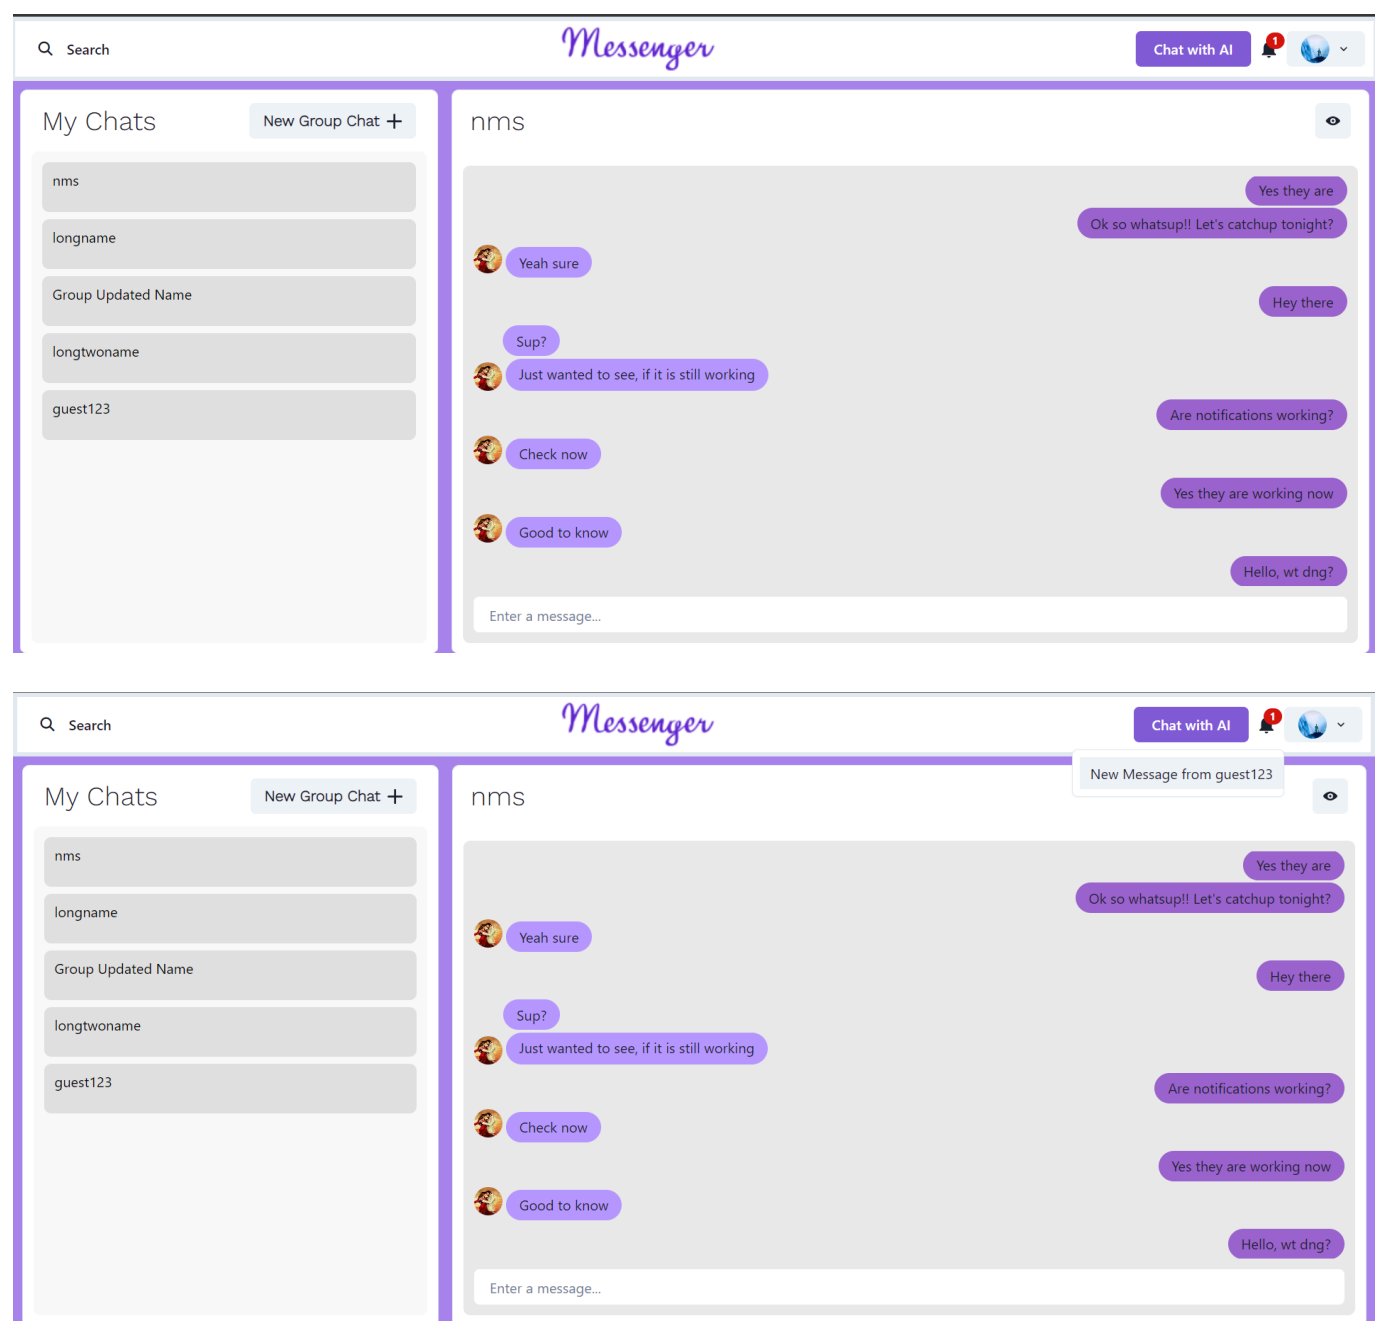 Search
Messenger
Chat with AI
1
My Chats
New Group Chat +
nms
longname
Group Updated Name
longtwoname
guest123
nms
Yes they are
Ok so whatsup!! Let's catchup tonight?
Yeah sure
Hey there
Sup?
Just wanted to see, if it is still working
Are notifications working?
Check now
Yes they are working now
Good to know
Hello, wt dng?
Enter a message...
Search
Messenger
Chat with AI
1
New Message from guest123
My Chats
New Group Chat +
nms
longname
Group Updated Name
longtwoname
guest123
nms
Yes they are
Ok so whatsup!! Let's catchup tonight?
Yeah sure
Hey there
Sup?
Just wanted to see, if it is still working
Are notifications working?
Check now
Yes they are working now
Good to know
Hello, wt dng?
Enter a message...